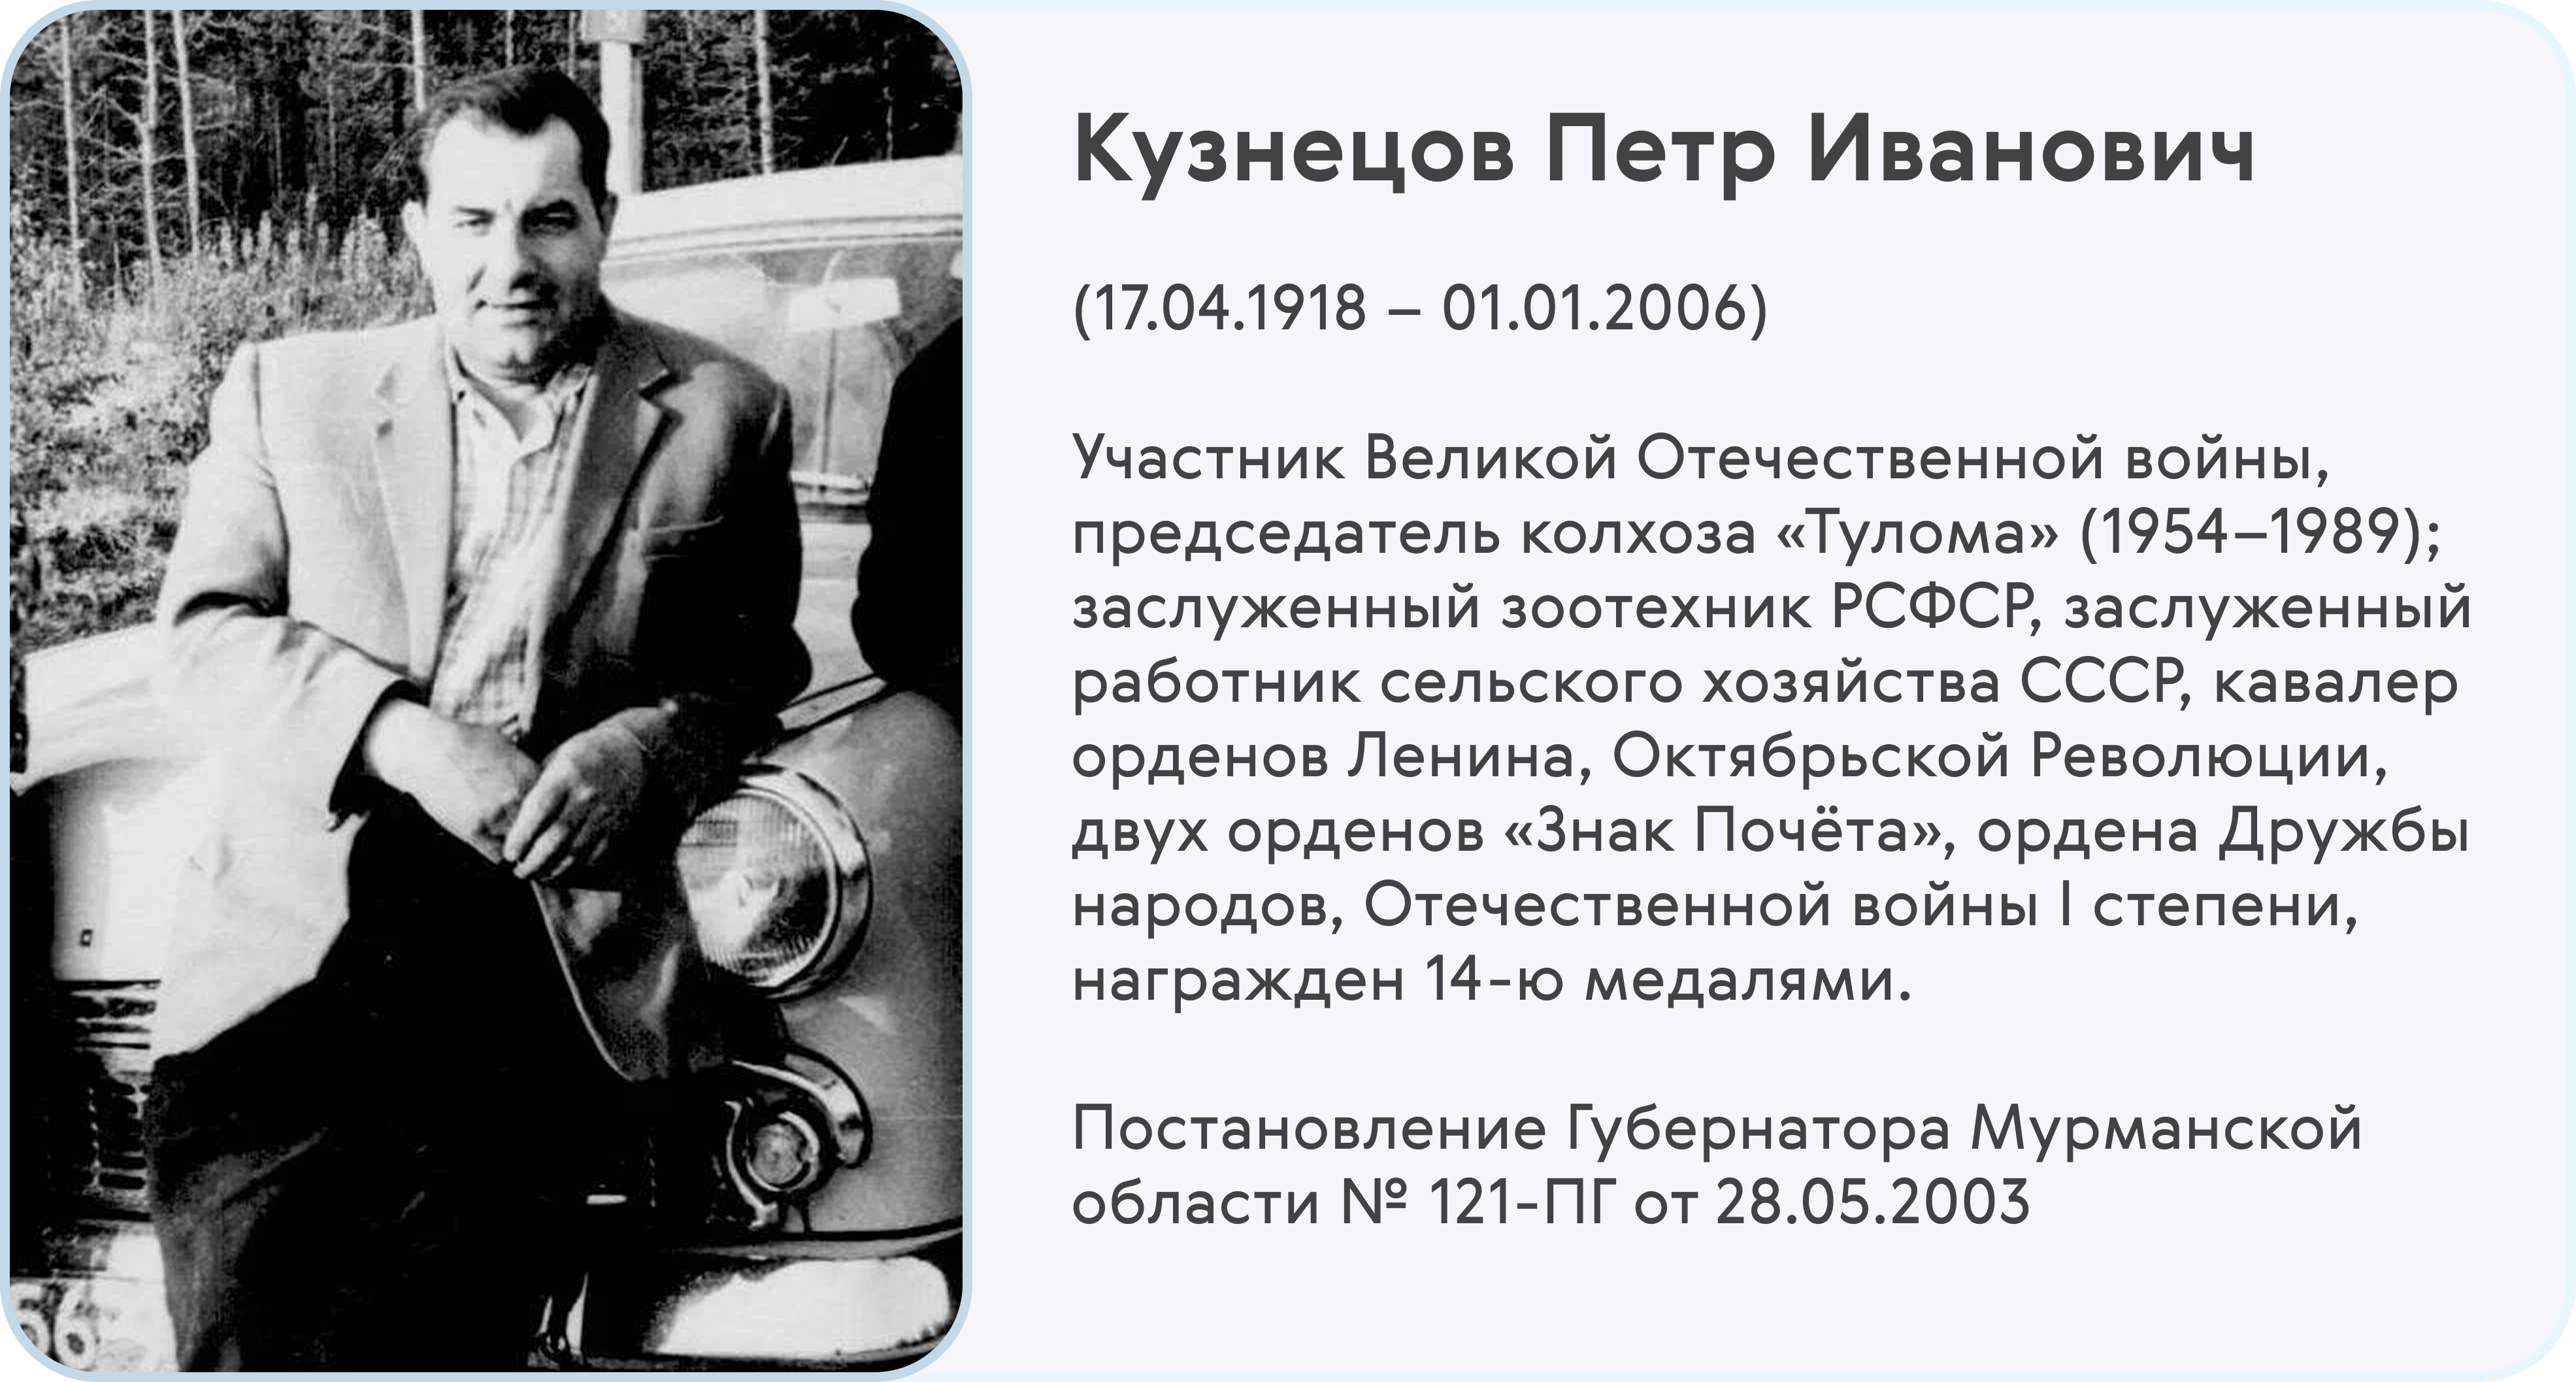 Кузнецов Петр Иванович
(17.04.1918 – 01.01.2006)
Участник Великой Отечественной войны,
председатель колхоза «Тулома» (1954–1989);
заслуженный зоотехник РСФСР, заслуженный
работник сельского хозяйства СССР, кавалер
орденов Ленина, Октябрьской Революции,
двух орденов «Знак Почёта», ордена Дружбы
народов, Отечественной войны I степени,
награжден 14-ю медалями.
Постановление Губернатора Мурманской
области № 121-ПГ от 28.05.2003